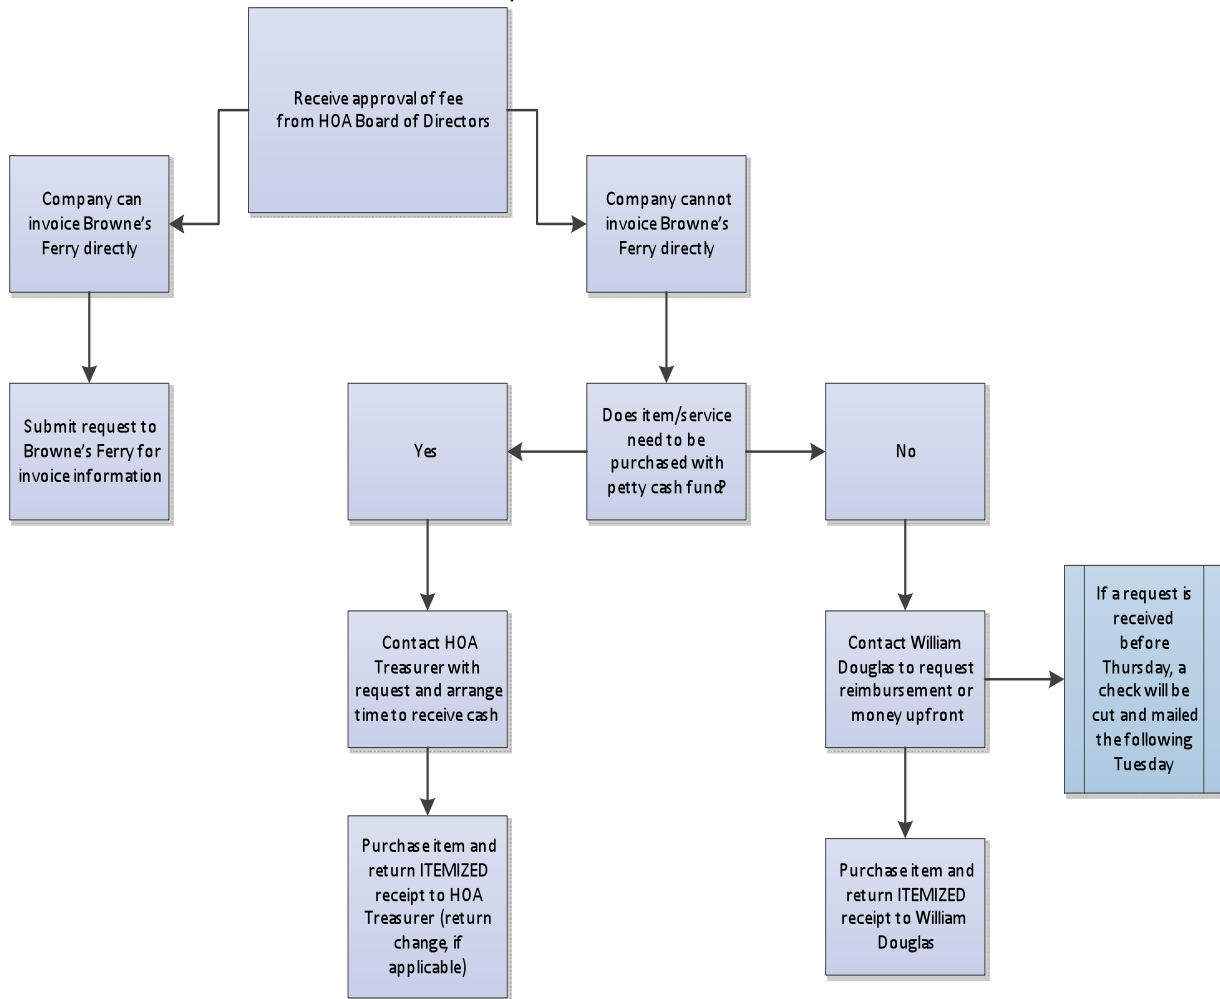 Receive approval of fee
from HOA Board of Directors
Company can
invoice Browne's
Ferry directly
Company cannot
invoice Browne's
Ferry directly
Submit request to
Browne's Ferry for
invoice information
Yes
Does item/service
need to be
purchased with
petty cash fund?
No
Contact HOA
Treasurer with
request and arrange
time to receive cash
Contact William
Douglas to request
reimbursement or
money upfront
If a request is
received
before
Thursday, a
check will be
cut and mailed
the following
Tuesday
Purchase item and
return ITEMIZED
receipt to HOA
Treasurer (return
change, if
applicable)
Purchase item and
return ITEMIZED
receipt to William
Douglas